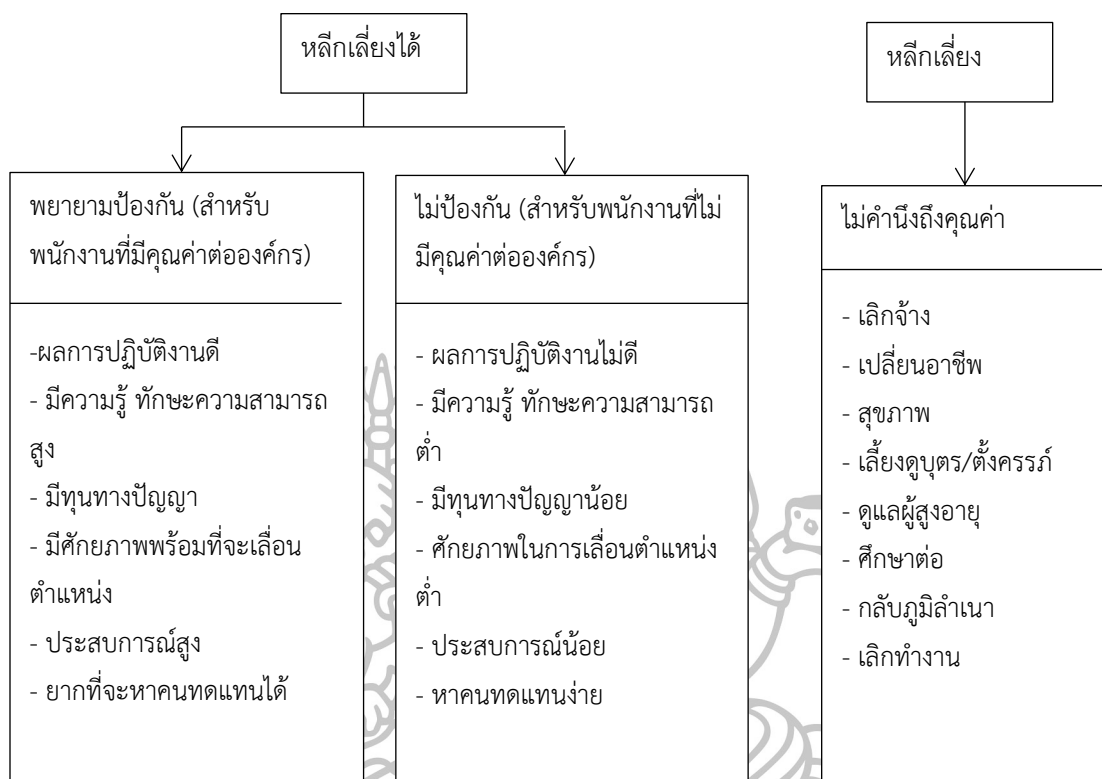 หลีกเลี่ยงได้
หลีกเลี่ยง
พยายามป้องกัน (สำหรับ
พนักงานที่มีคุณค่าต่อองค์กร)
-ผลการปฏิบัติงานดี
- มีความรู้ ทักษะความสามารถ
สูง
- มีทุนทางปัญญา
- มีศักยภาพพร้อมที่จะเลื่อน
ตำแหน่ง
- ประสบการณ์สูง
- ยากที่จะหาคนทดแทนได้
ไม่ป้องกัน (สำหรับพนักงานที่ไม่
มีคุณค่าต่อองค์กร)
- ผลการปฏิบัติงานไม่ดี
- มีความรู้ ทักษะความสามารถ
ต่ำ
- มีทุนทางปัญญาน้อย
- ศักยภาพในการเลื่อนตำแหน่ง
ต่ำ
- ประสบการณ์น้อย
- หาคนทดแทนง่าย
ไม่คำนึงถึงคุณค่า
- เลิกจ้าง
- เปลี่ยนอาชีพ
- สุขภาพ
- เลี้ยงดูบุตร/ตั้งครรภ์
- ดูแลผู้สูงอายุ
- ศึกษาต่อ
- กลับภูมิลำเนา
- เลิกทำงาน